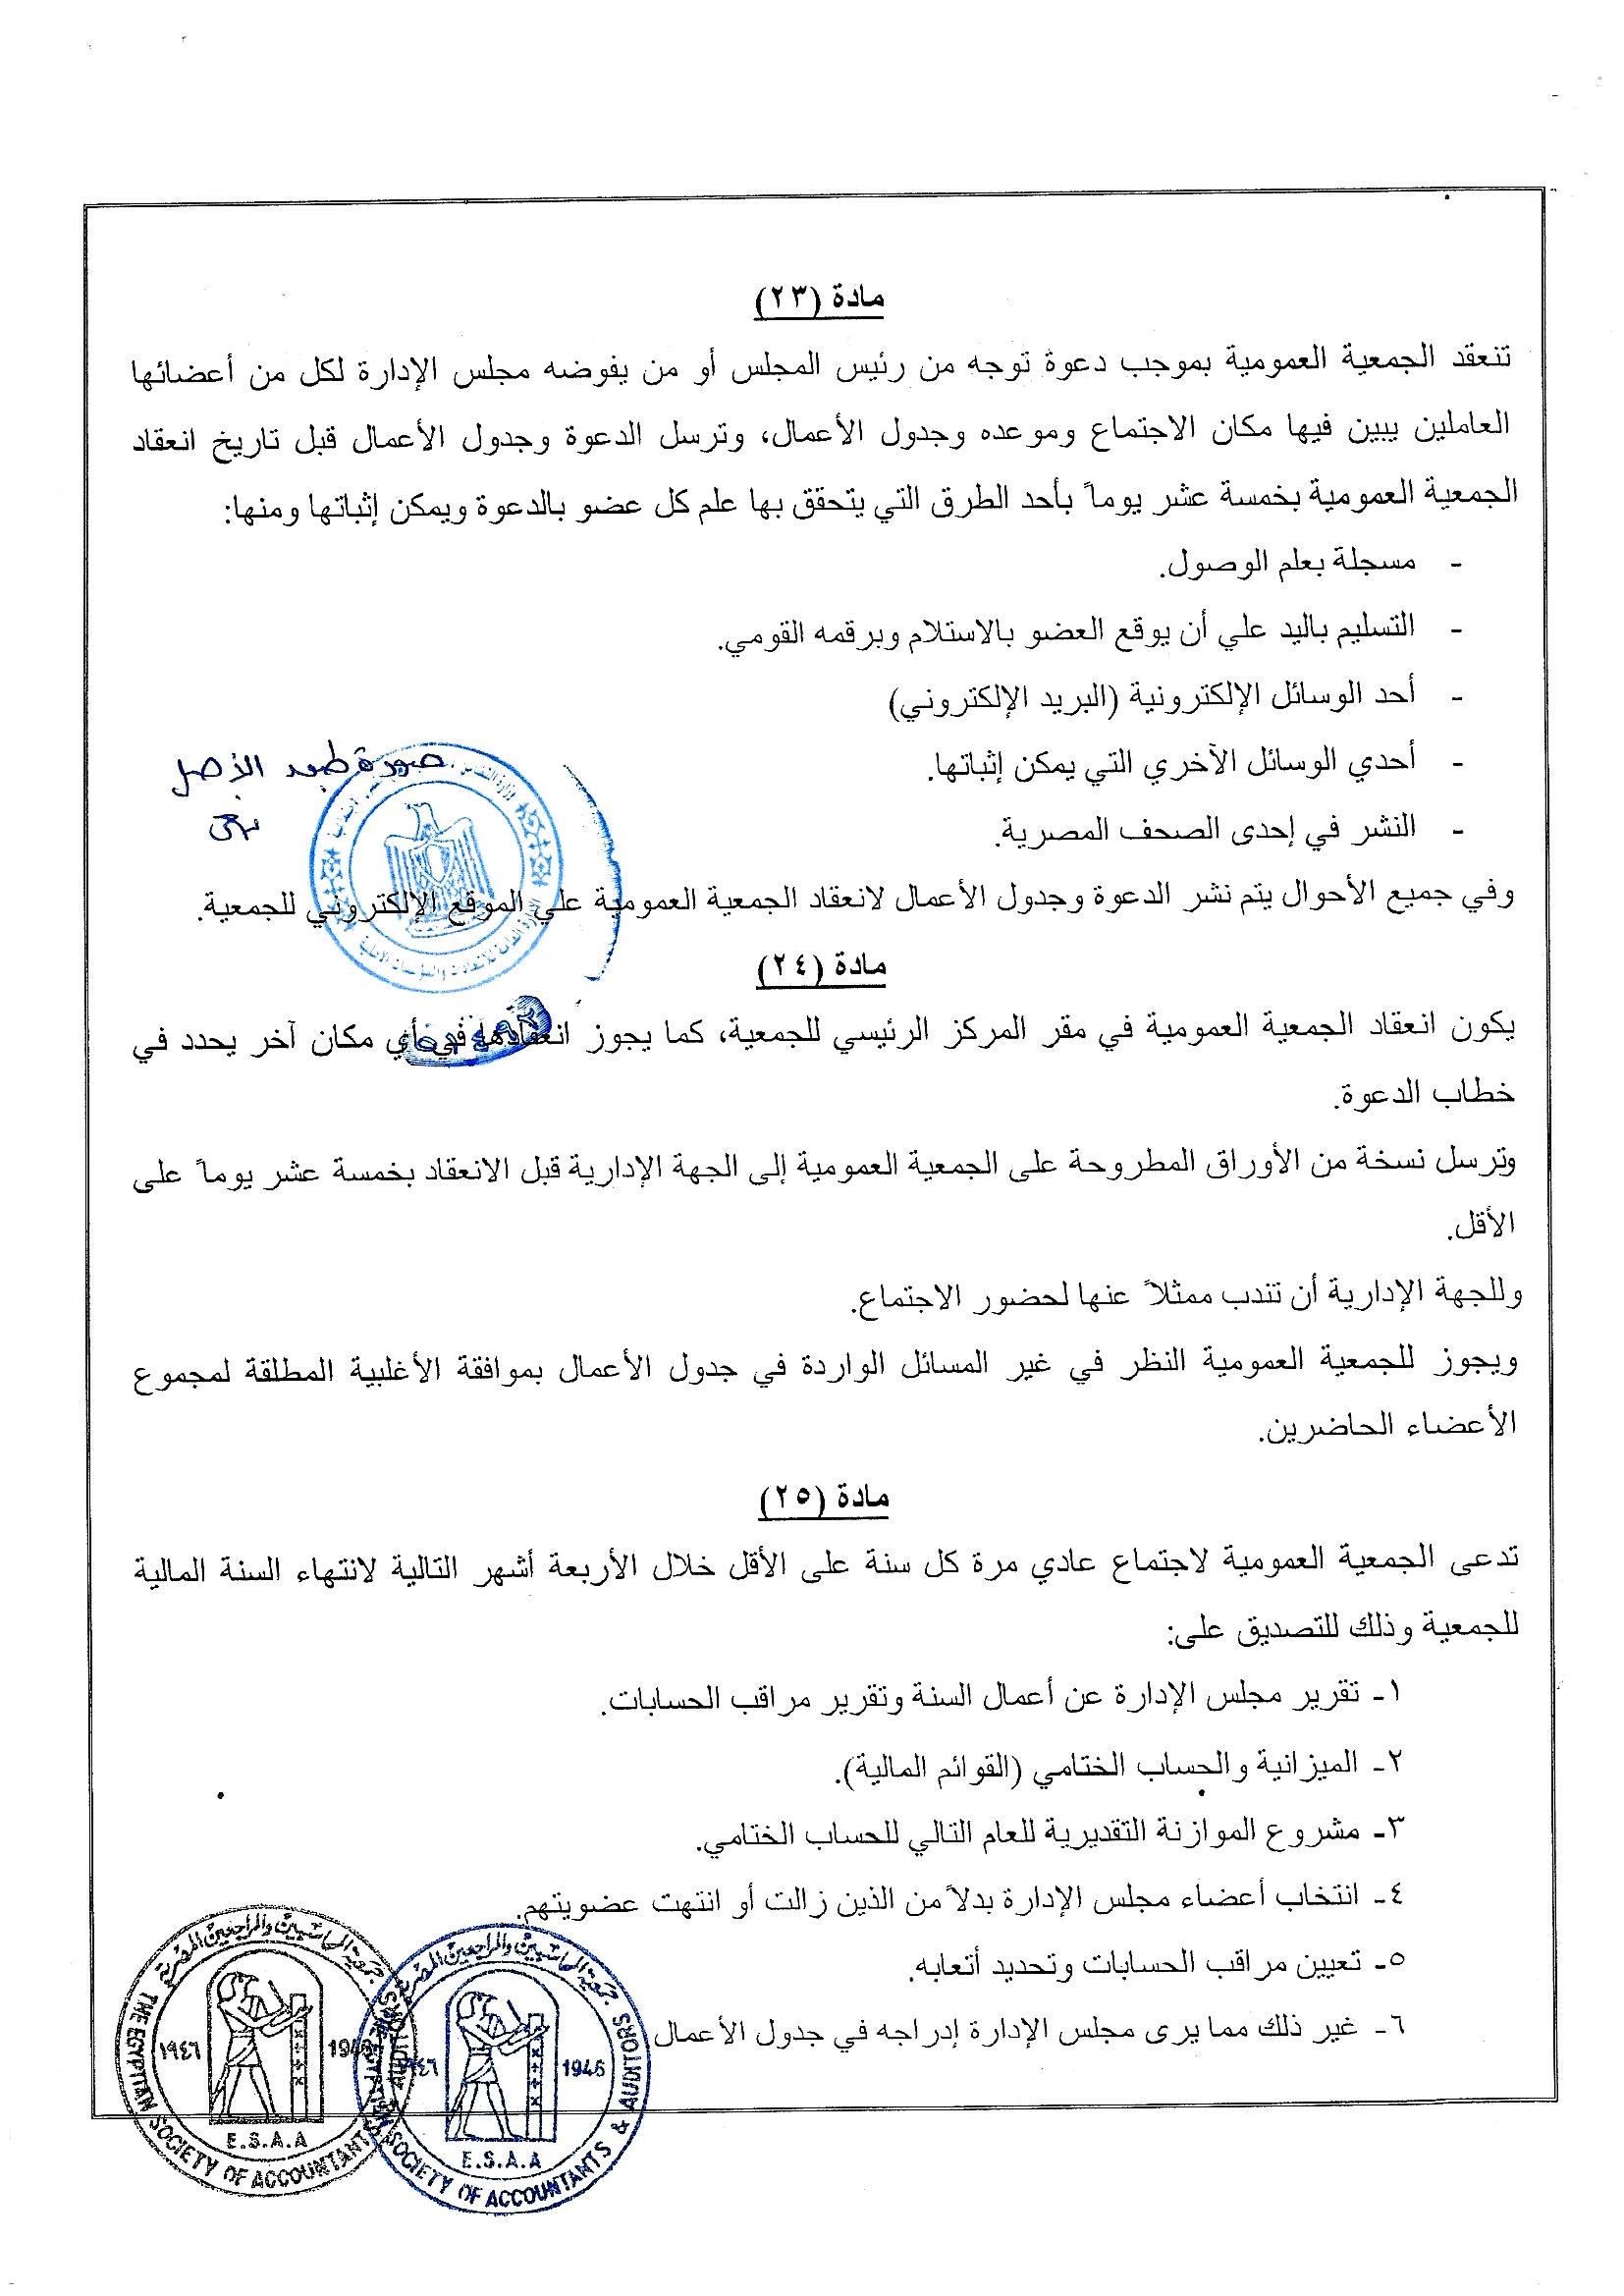 مادة (٢٣)
تنعقد الجمعية العمومية بموجب دعوة توجه من رئيس المجلس أو من يفوضه مجلس الإدارة لكل من أعضائها
العاملين يبين فيها مكان الاجتماع وموعده وجدول الأعمال، وترسل الدعوة وجدول الأعمال قبل تاريخ انعقاد
الجمعية العمومية بخمسة عشر يوماً بأحد الطرق التي يتحقق بها علم كل عضو بالدعوة ويمكن إثباتها ومنها:
- مسجلة بعلم الوصول.
- التسليم باليد علي أن يوقع العضو بالاستلام وبرقمه القومي.
- أحد الوسائل الإلكترونية (البريد الإلكتروني)
صورة طبق الأصل
- أحدي الوسائل الآخري التي يمكن إثباتها.
- النشر في إحدى الصحف المصرية.
وفي جميع الأحوال يتم نشر الدعوة وجدول الأعمال لانعقاد الجمعية العمومية علي الموقع الإلكتروني للجمعية.
مادة (٢٤)
يكون انعقاد الجمعية العمومية في مقر المركز الرئيسي للجمعية، كما يجوز انعقادها في أي مكان آخر يحدد في
خطاب الدعوة.
وترسل نسخة من الأوراق المطروحة على الجمعية العمومية إلى الجهة الإدارية قبل الانعقاد بخمسة عشر يوماً على
الأقل.
وللجهة الإدارية أن تندب ممثلاً عنها لحضور الاجتماع.
ويجوز للجمعية العمومية النظر في غير المسائل الواردة في جدول الأعمال بموافقة الأغلبية المطلقة لمجموع
الأعضاء الحاضرين.
مادة (٢٥)
تدعى الجمعية العمومية لاجتماع عادي مرة كل سنة على الأقل خلال الأربعة أشهر التالية لانتهاء السنة المالية
للجمعية وذلك للتصديق على:
١- تقرير مجلس الإدارة عن أعمال السنة وتقرير مراقب الحسابات.
٢- الميزانية والحساب الختامي (القوائم المالية).
٣- مشروع الموازنة التقديرية للعام التالي للحساب الختامي.
٤- انتخاب أعضاء مجلس الإدارة بدلاً من الذين زالت أو انتهت عضويتهم.
٥- تعيين مراقب الحسابات وتحديد أتعابه.
٦- غير ذلك مما يرى مجلس الإدارة إدراجه في جدول الأعمال
جمعية المحاسبين والمراجعين المصرية
١٩٤٦ 1946
E.S.A.A
THE EGYPTIAN SOCIETY OF ACCOUNTANTS & AUDITORS
جمعية المحاسبين والمراجعين المصرية
١٩٤٦ 1946
E.S.A.A
THE EGYPTIAN SOCIETY OF ACCOUNTANTS & AUDITORS